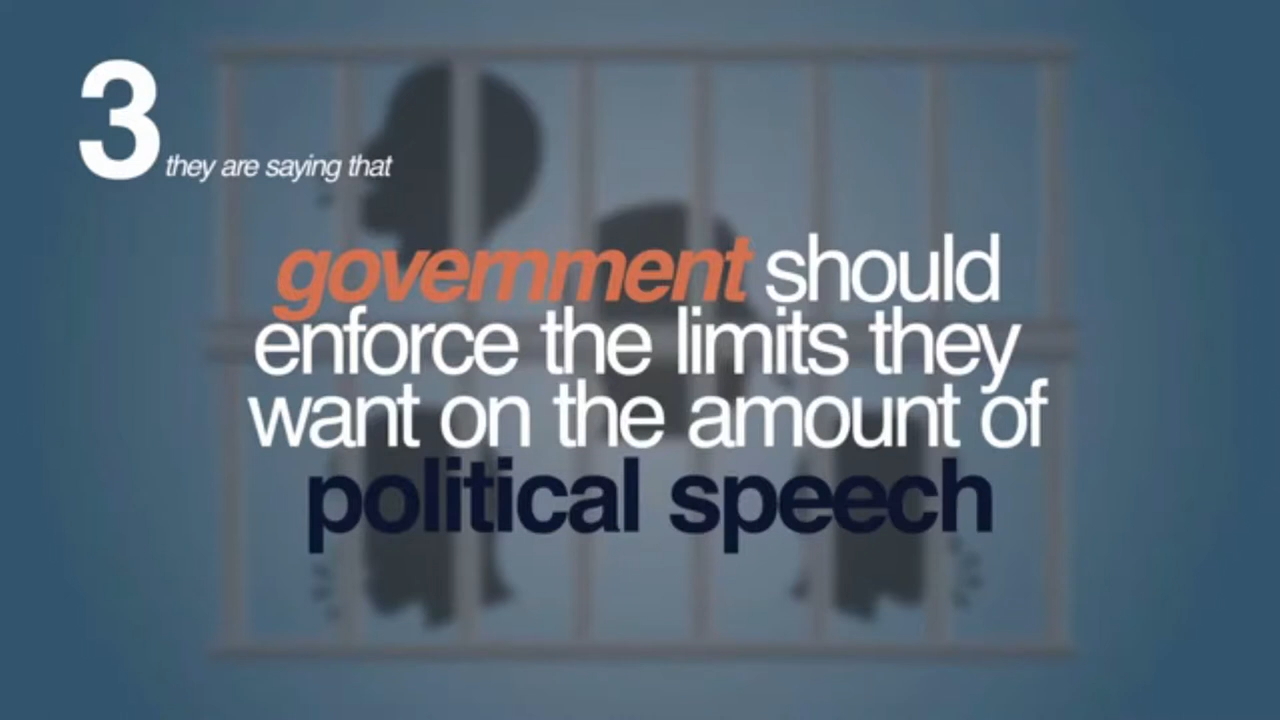 3 they are saying that
government should
enforce the limits they
want on the amount of
political speech